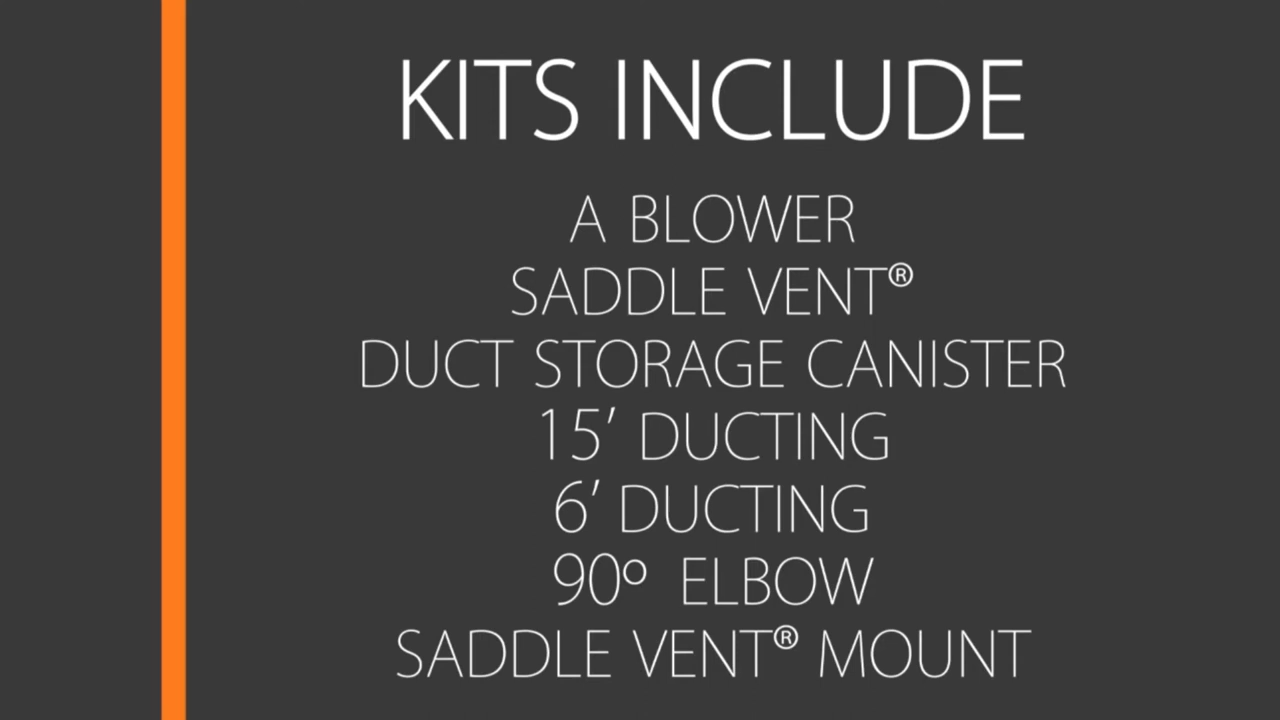 KITS INCLUDE
A BLOWER
SADDLE VENT®
DUCT STORAGE CANISTER
15′ DUCTING
6′ DUCTING
90º ELBOW
SADDLE VENT® MOUNT